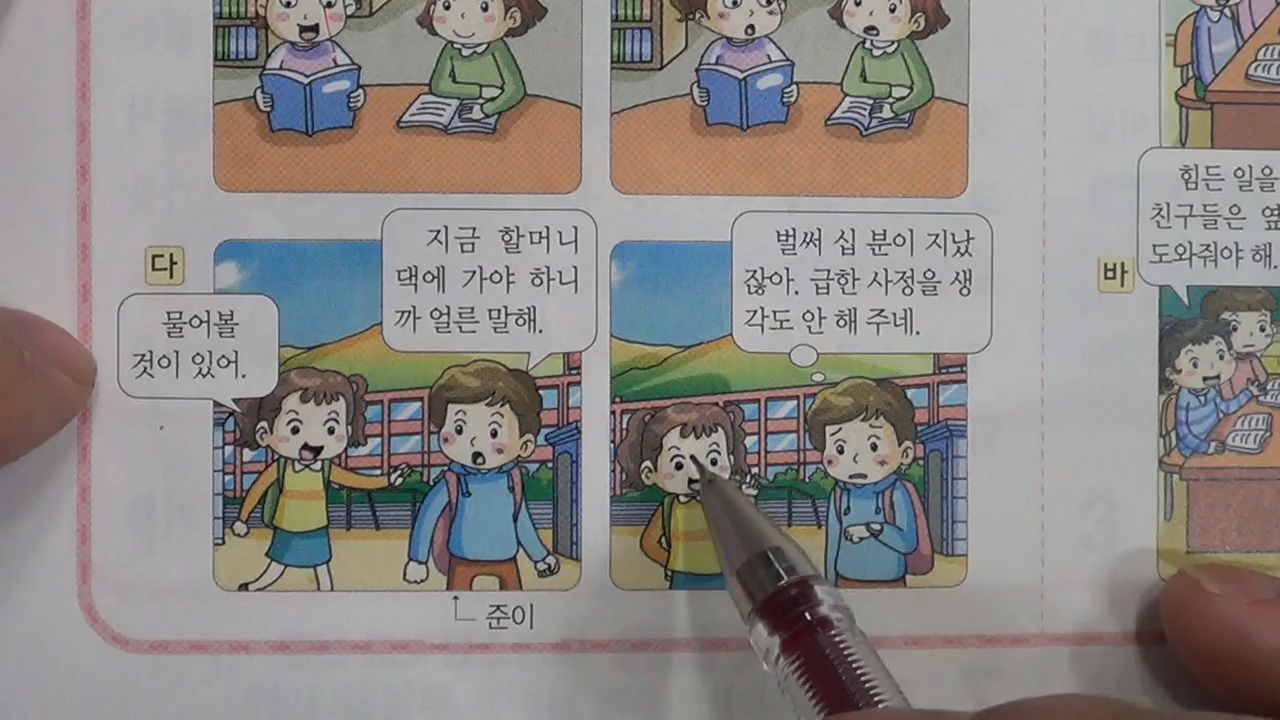 다
물어볼
것이 있어.
지금 할머니
댁에 가야 하니
까 얼른 말해.
벌써 십 분이 지났
잖아. 급한 사정을 생
각도 안 해 주네.
준이
바
힘든 일을
친구들은 옆
도와줘야 해.